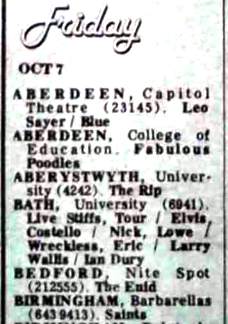 Friday
OCT 7
ABERDEEN, Capitol
Theatre (23145). Leo
Sayer / Blue
ABERDEEN, College of
Education. Fabulous
Poodles
ABERYSTWYTH, Univer-
sity (4242). The Rip
BATH, University (6941).
Live Stiffs, Tour / Elvis,
Costello / Nick, Lowe /
Wreckless, Eric / Larry
Wallis / Ian Dury
BEDFORD, Nite Spot
(212555). The Enid
BIRMINGHAM, Barbarellas
(643 9413). Saints